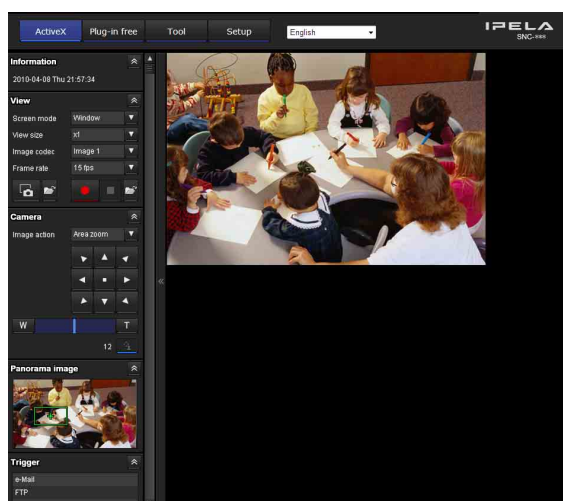 ActiveX Plug-in free Tool Setup English
IPELA
Information
2010-04-08 Thu 21:57:34
View
Screen mode Window
View size x1
Image codec Image 1
Frame rate 15 fps
Camera
Image action Area zoom
W T
12
Panorama image
Trigger
e-Mail
FTP